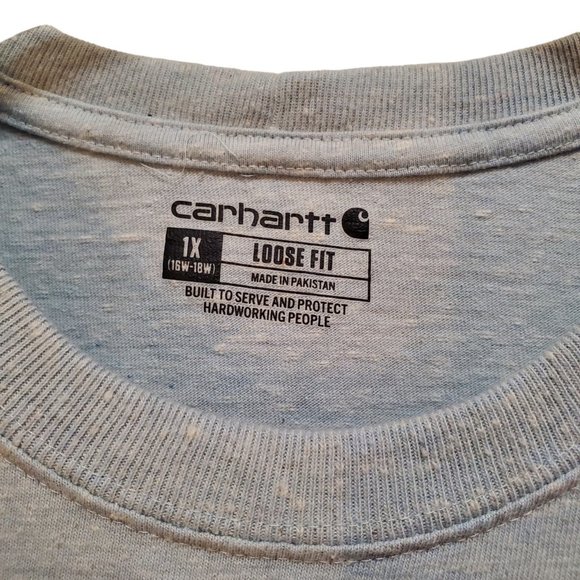 carhartt
1X
(16W-18W)
LOOSE FIT
MADE IN PAKISTAN
BUILT TO SERVE AND PROTECT
HARDWORKING PEOPLE